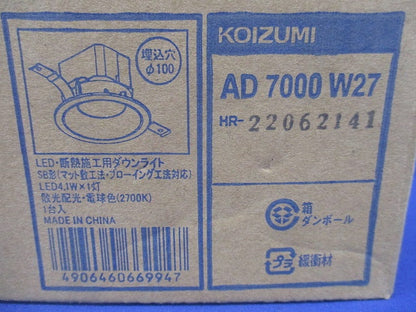 埋込穴
φ100
LED・断熱施工用ダウンライト
SB形(マット敷工法・ブローイング工法対応)
LED4.1W×1灯
散光配光・電球色(2700K)
1台入
MADE IN CHINA
4906460669947
KOIZUMI
AD 7000 W27
HR-22062141
箱
ダンボール
プラ
緩衝材